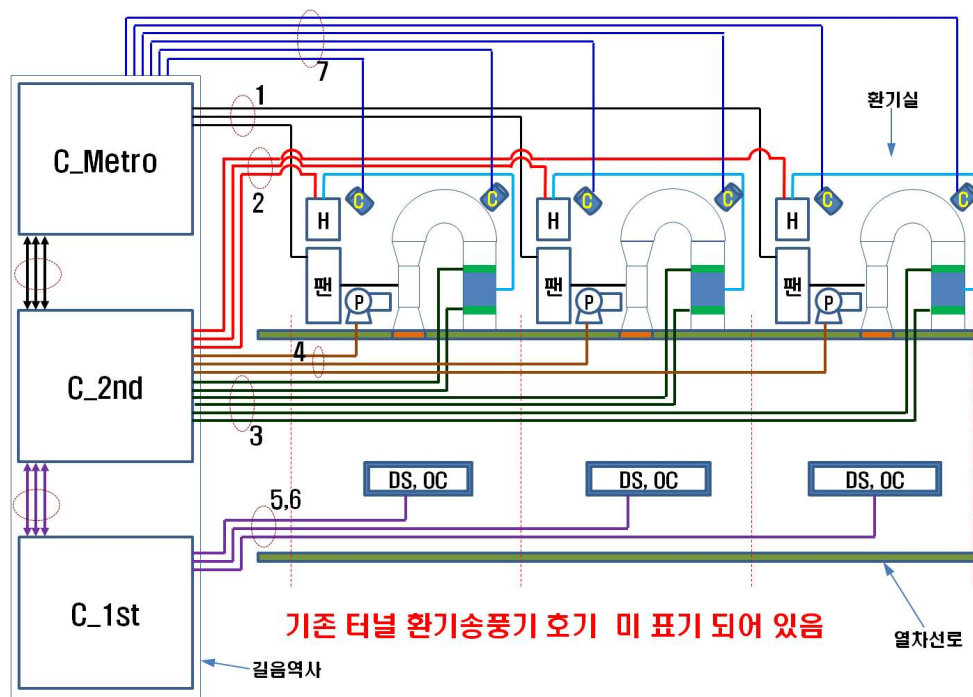 7
1
환기실
C_Metro
2
C
C
C
C
C
C
H
H
H
팬
팬
팬
P
P
P
4
C_2nd
3
DS, OC
DS, OC
DS, OC
5,6
C_1st
기존 터널 환기송풍기 호기 미 표기 되어 있음
열차선로
길음역사